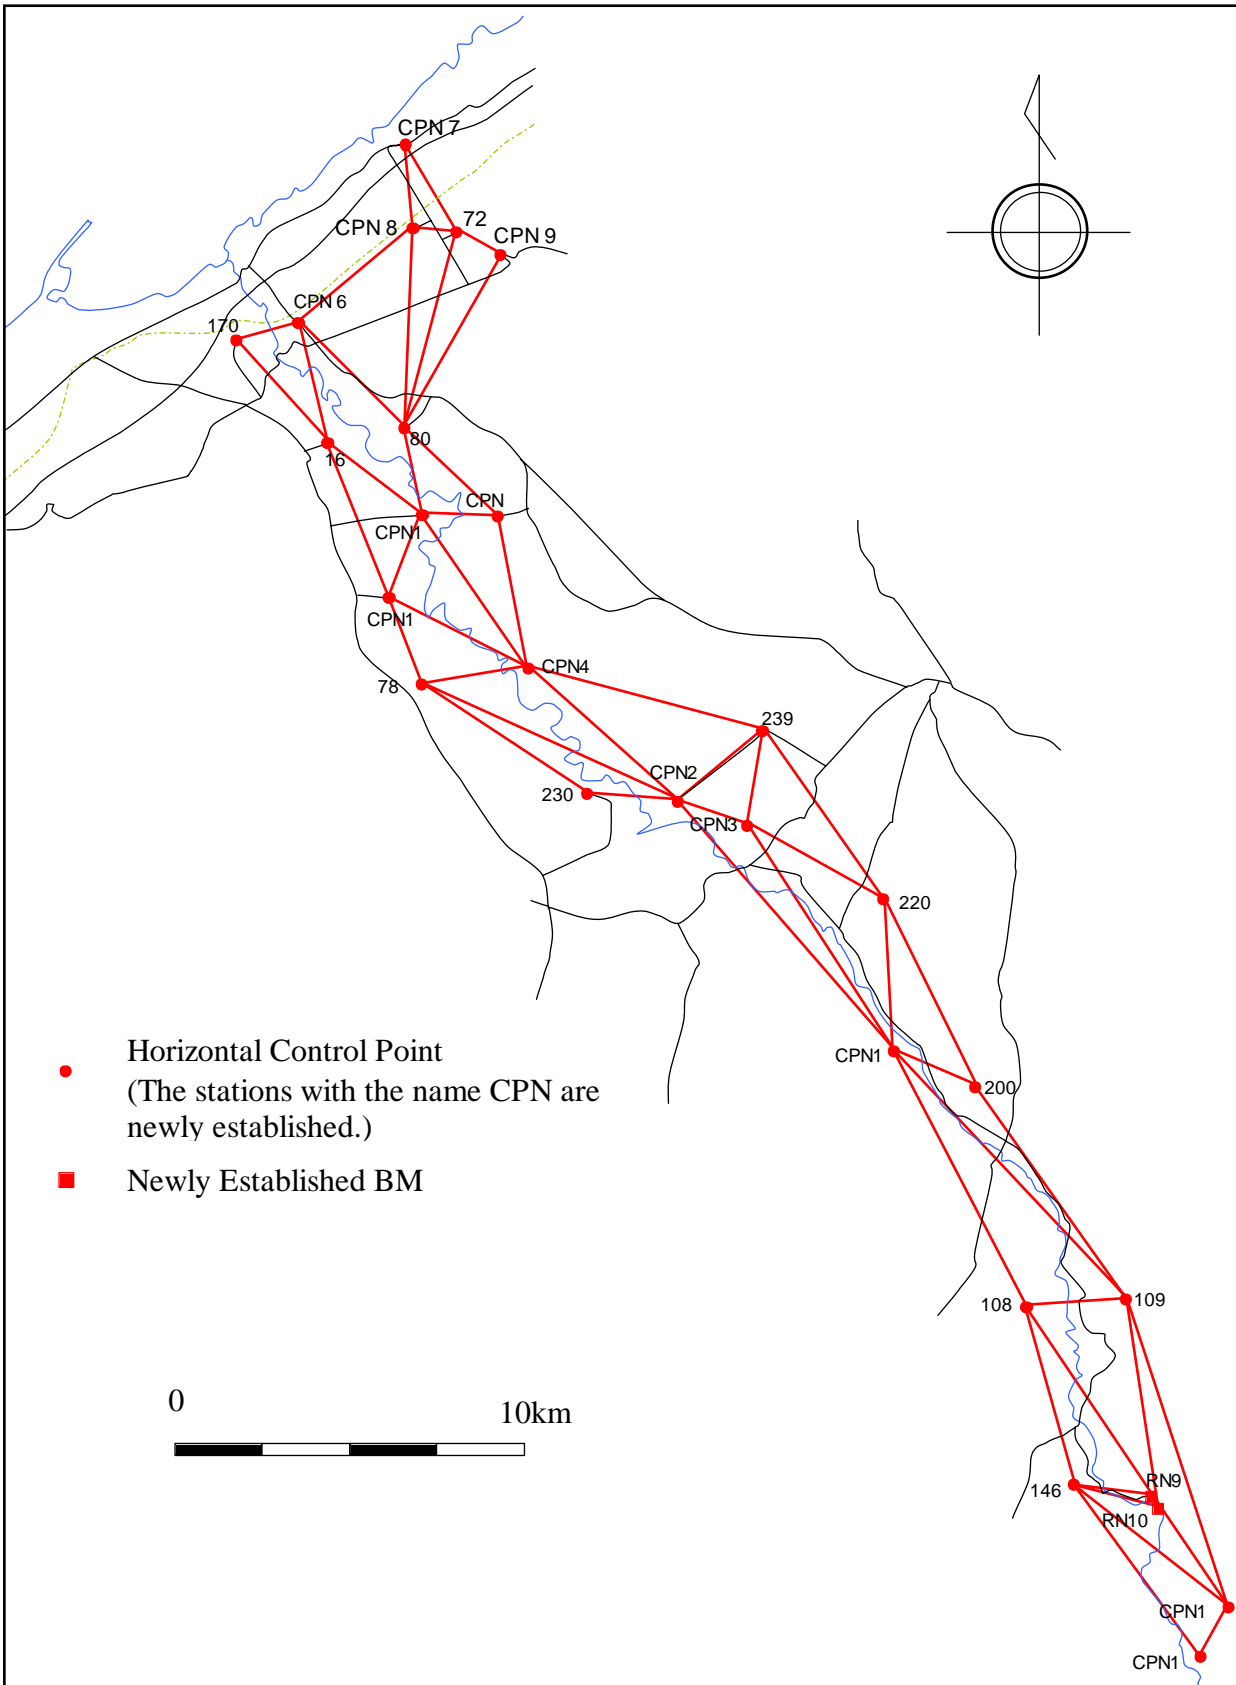 CPN 7
CPN 8
72
CPN 9
CPN 6
170
80
16
CPN
CPN1
CPN1
CPN4
78
239
CPN2
230
CPN3
220
CPN1
200
Horizontal Control Point
(The stations with the name CPN are
newly established.)
Newly Established BM
109
108
0
10km
RN9
146
RN10
CPN1
CPN1